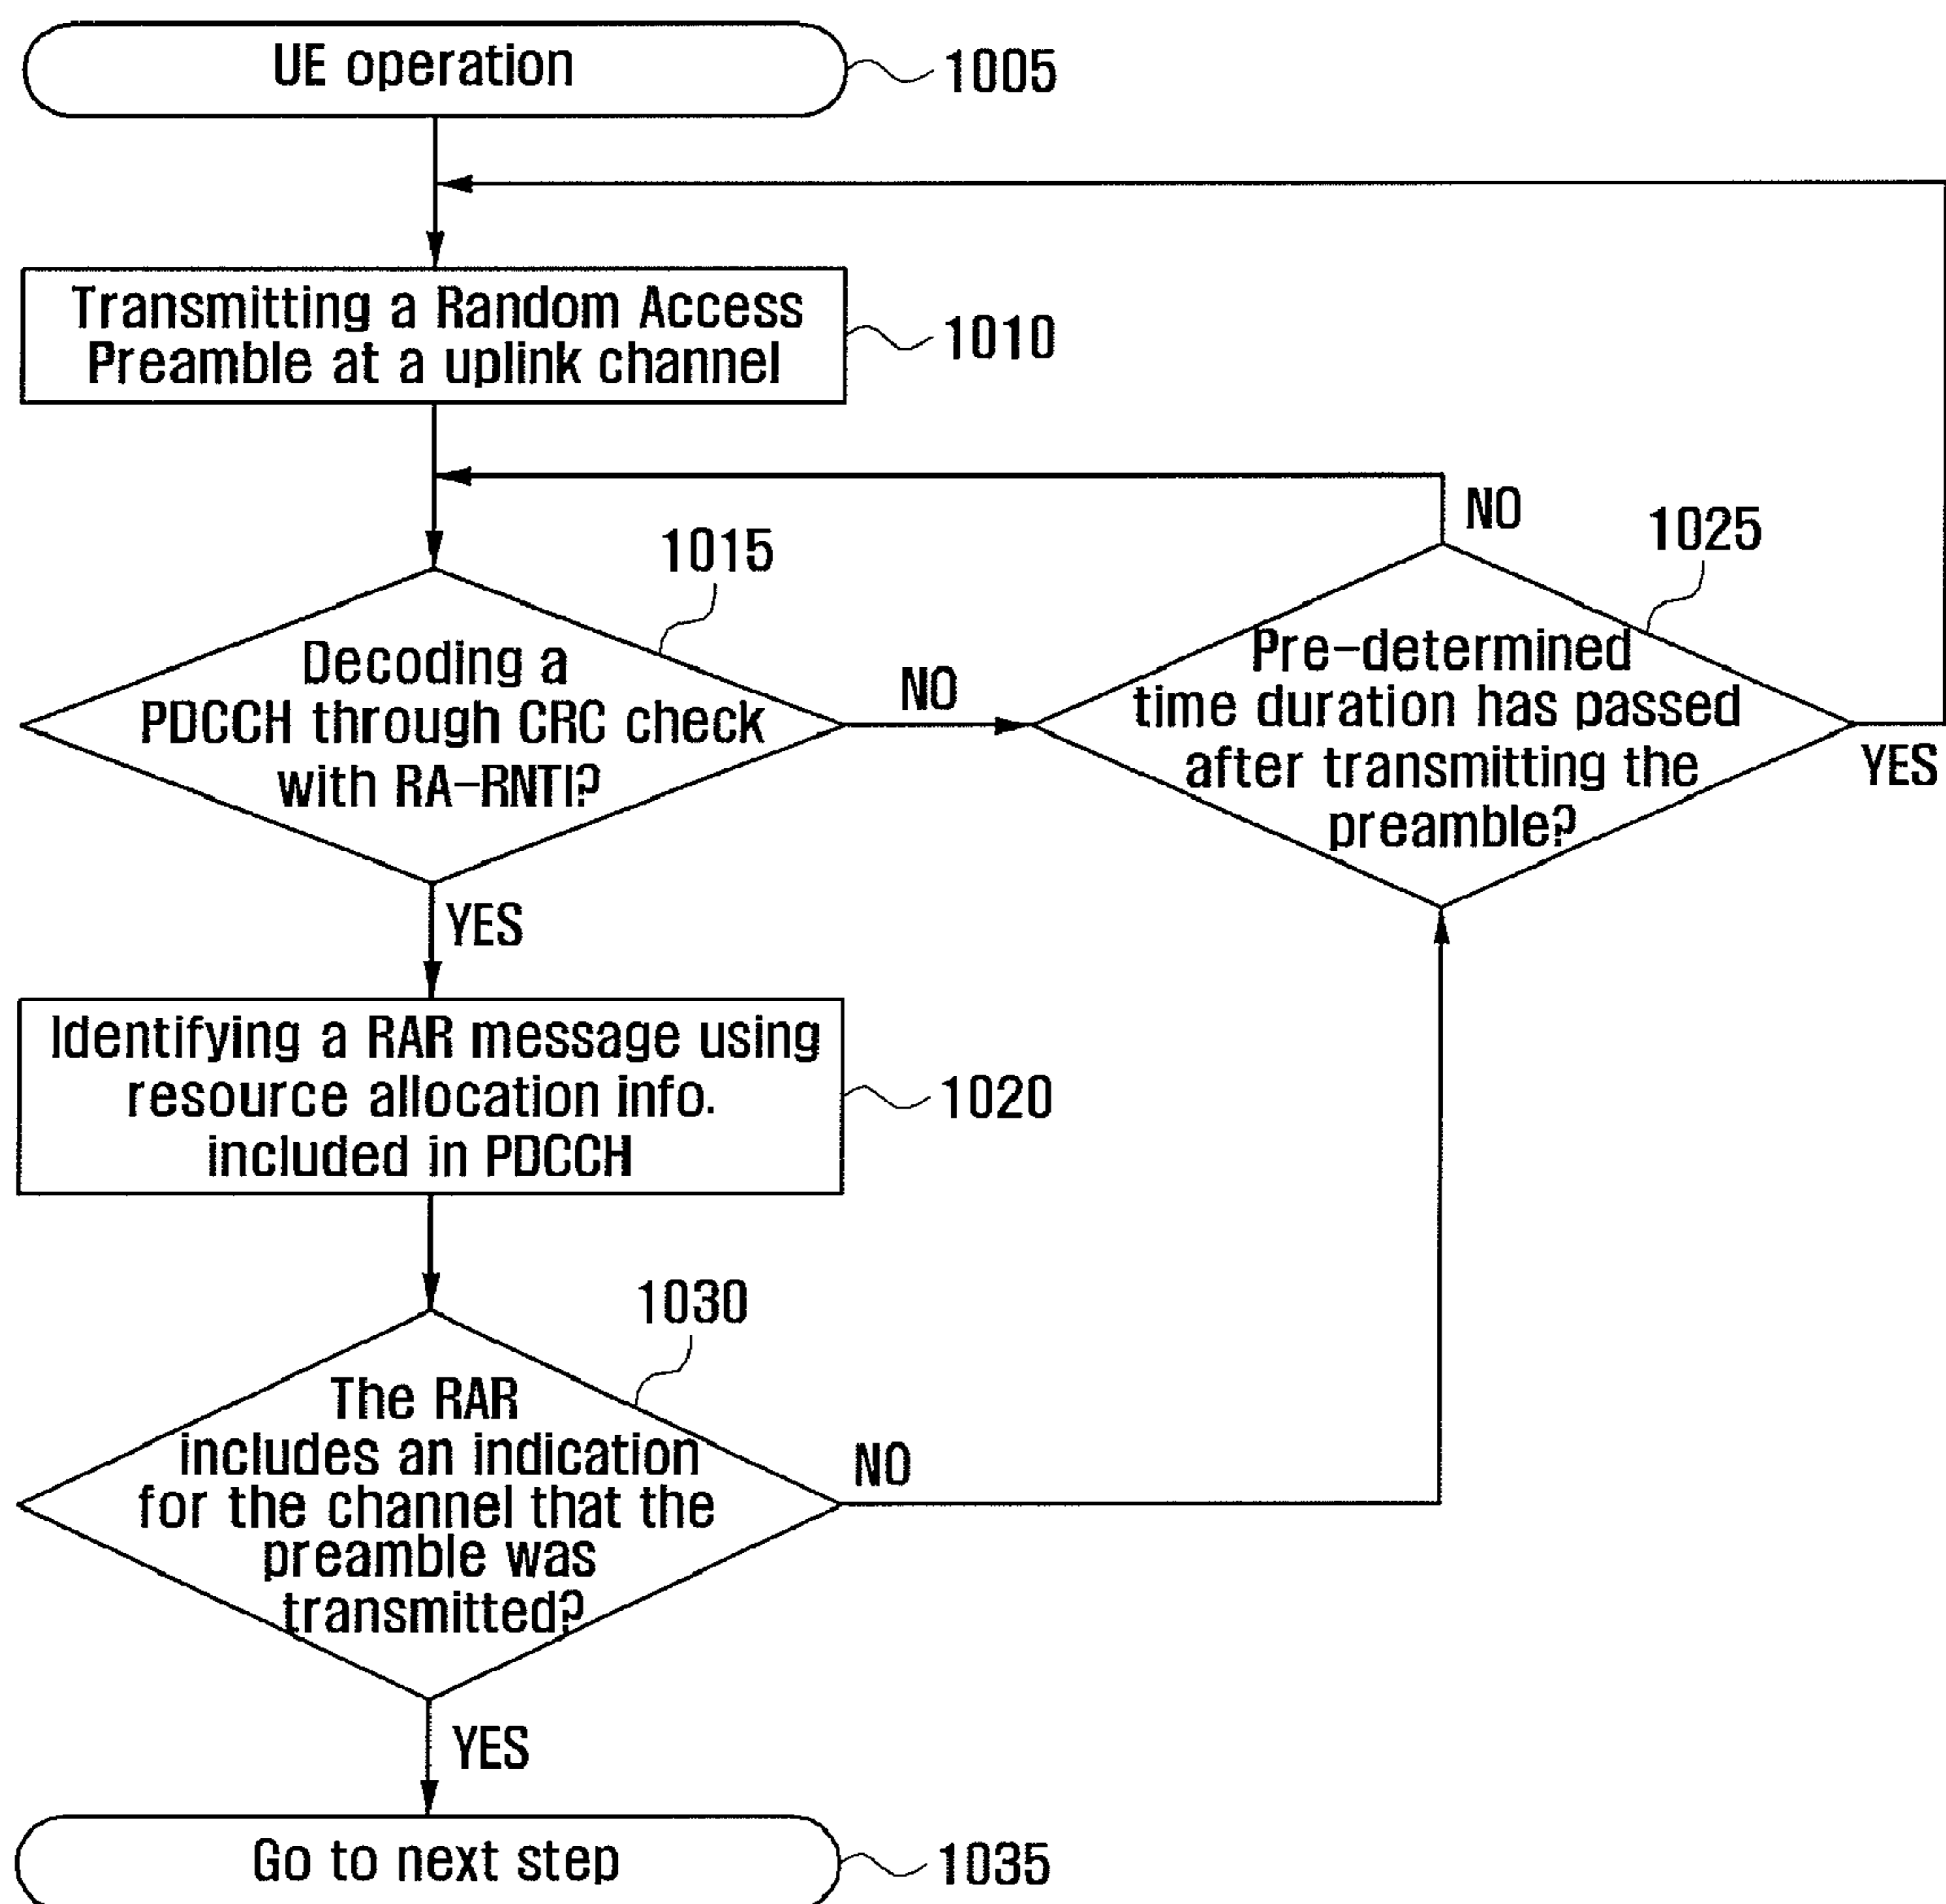 UE operation
1005
Transmitting a Random Access
Preamble at a uplink channel
1010
NO
1015
1025
Decoding a
PDCCH through CRC check
with RA-RNTI?
NO
Pre-determined
time duration has passed
after transmitting the
preamble?
YES
YES
Identifying a RAR message using
resource allocation info.
included in PDCCH
1020
1030
The RAR
includes an indication
for the channel that the
preamble was
transmitted?
NO
YES
Go to next step
1035